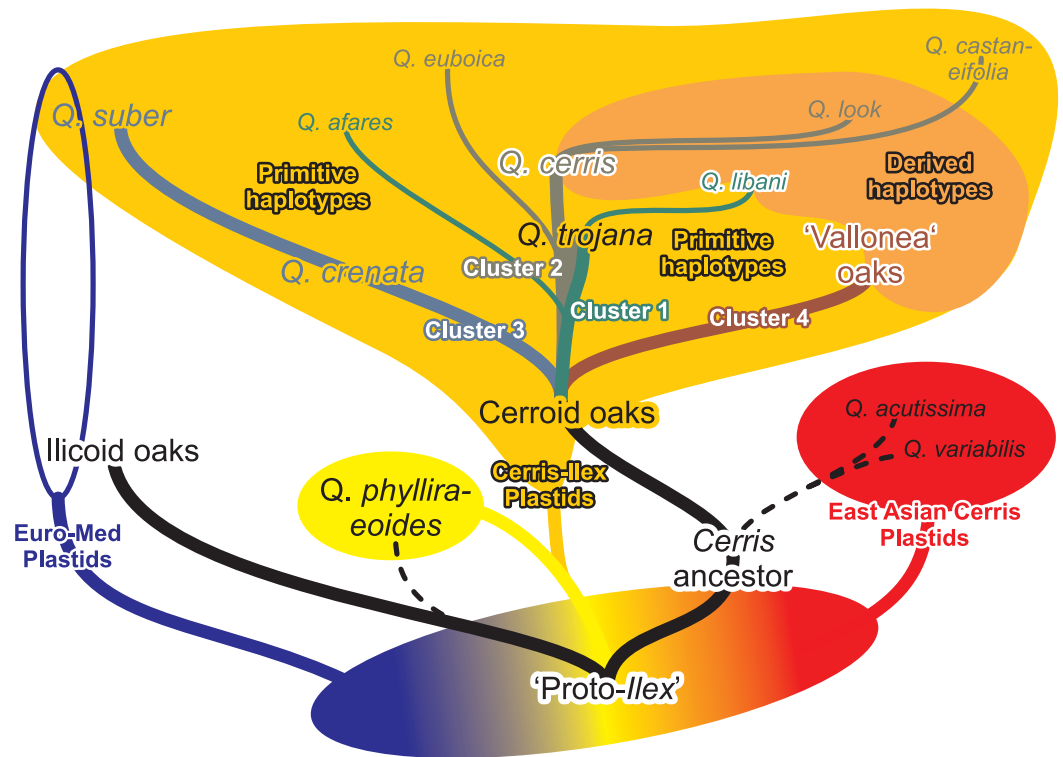 Q. castan-
eifolia
Q. euboica
Q. suber
Q. afares
Q. look
Q. cerris
Primitive
haplotypes
Derived
haplotypes
Q. libani
Q. trojana
Primitive
haplotypes
'Vallonea'
oaks
Q. crenata
Cluster 2
Cluster 1
Cluster 3
Cluster 4
Cerroid oaks
Q. acutissima
Q. variabilis
Ilicoid oaks
Cerris-Ilex
Plastids
Q. phyllira-
eoides
Euro-Med
Plastids
East Asian Cerris
Plastids
Cerris
ancestor
'Proto-Ilex'